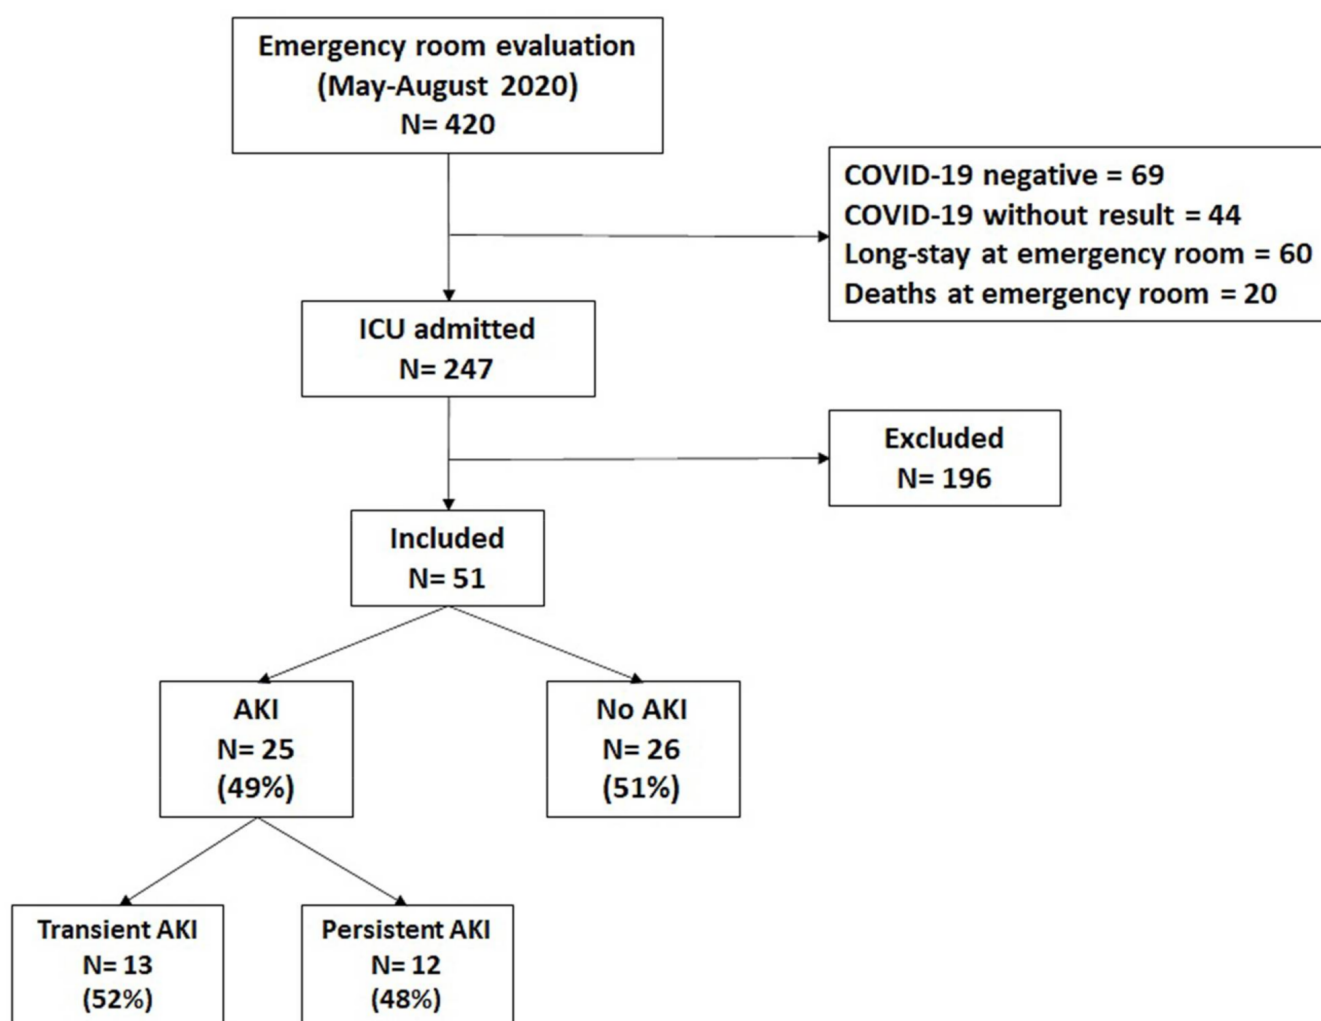 Emergency room evaluation
(May-August 2020)
N= 420
COVID-19 negative = 69
COVID-19 without result = 44
Long-stay at emergency room = 60
Deaths at emergency room = 20
ICU admitted
N= 247
Excluded
N= 196
Included
N= 51
AKI
N= 25
(49%)
No AKI
N= 26
(51%)
Transient AKI
N= 13
(52%)
Persistent AKI
N= 12
(48%)